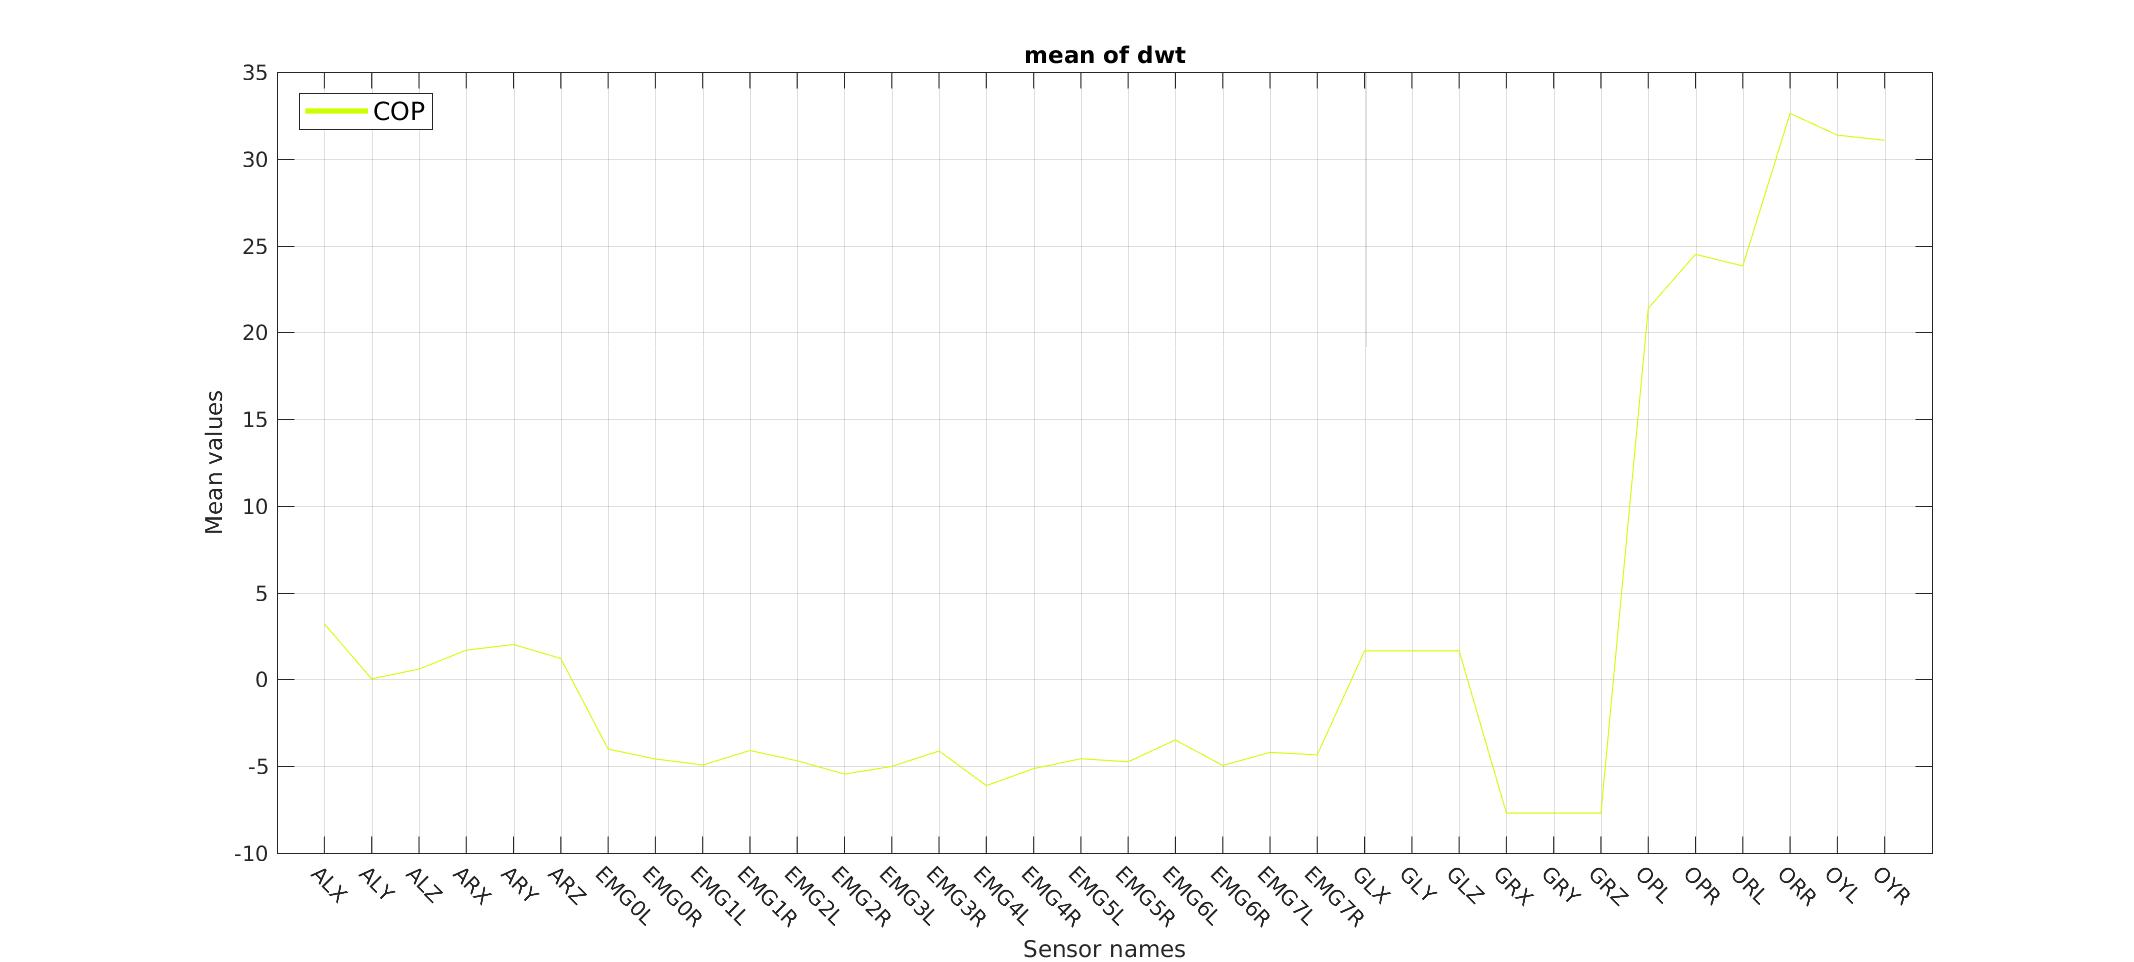 mean of dwt
COP
35
30
25
20
15
10
5
0
-5
-10
Mean values
ALX
ALY
ALZ
ARX
ARY
ARZ
EMG0L
EMG0R
EMG1L
EMG1R
EMG2L
EMG2R
EMG3L
EMG3R
EMG4L
EMG4R
EMG5L
EMG5R
EMG6L
EMG6R
EMG7L
EMG7R
GLX
GLY
GLZ
GRX
GRY
GRZ
OPL
OPR
ORL
ORR
OYL
OYR
Sensor names